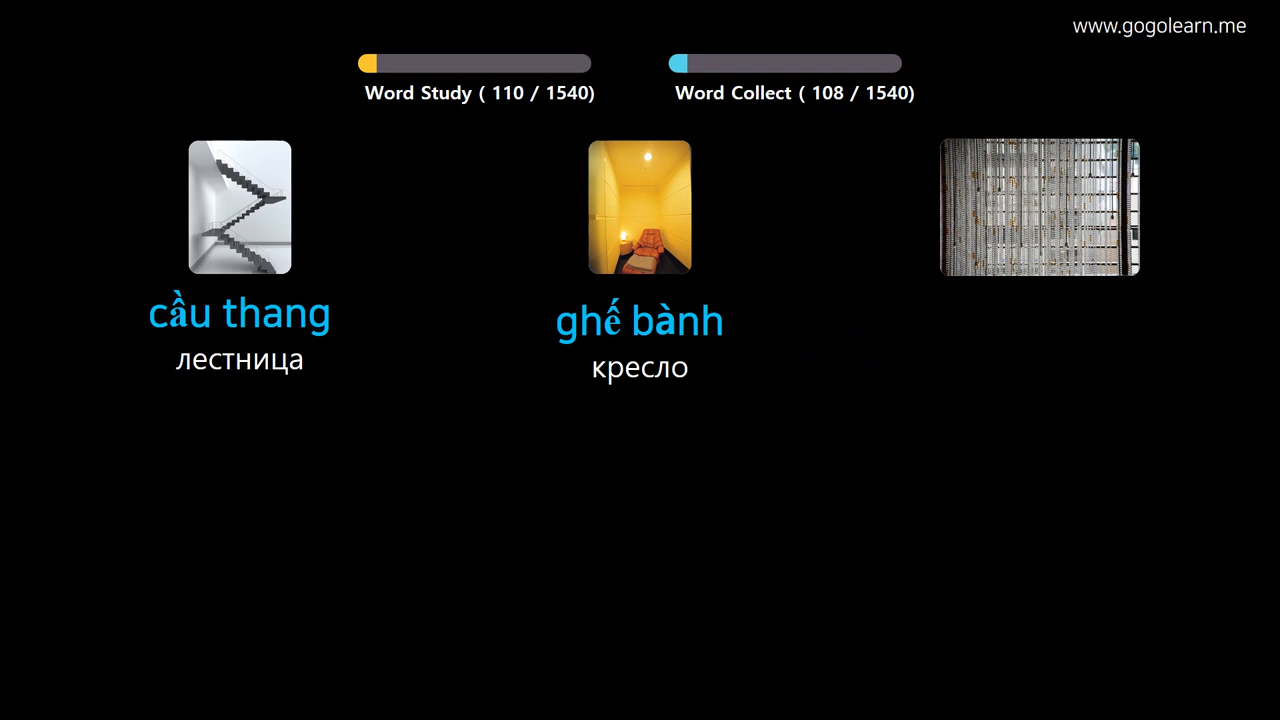 www.gogolearn.me
Word Study ( 110 / 1540)
Word Collect ( 108 / 1540)
cầu thang
лестница
ghế bành
кресло